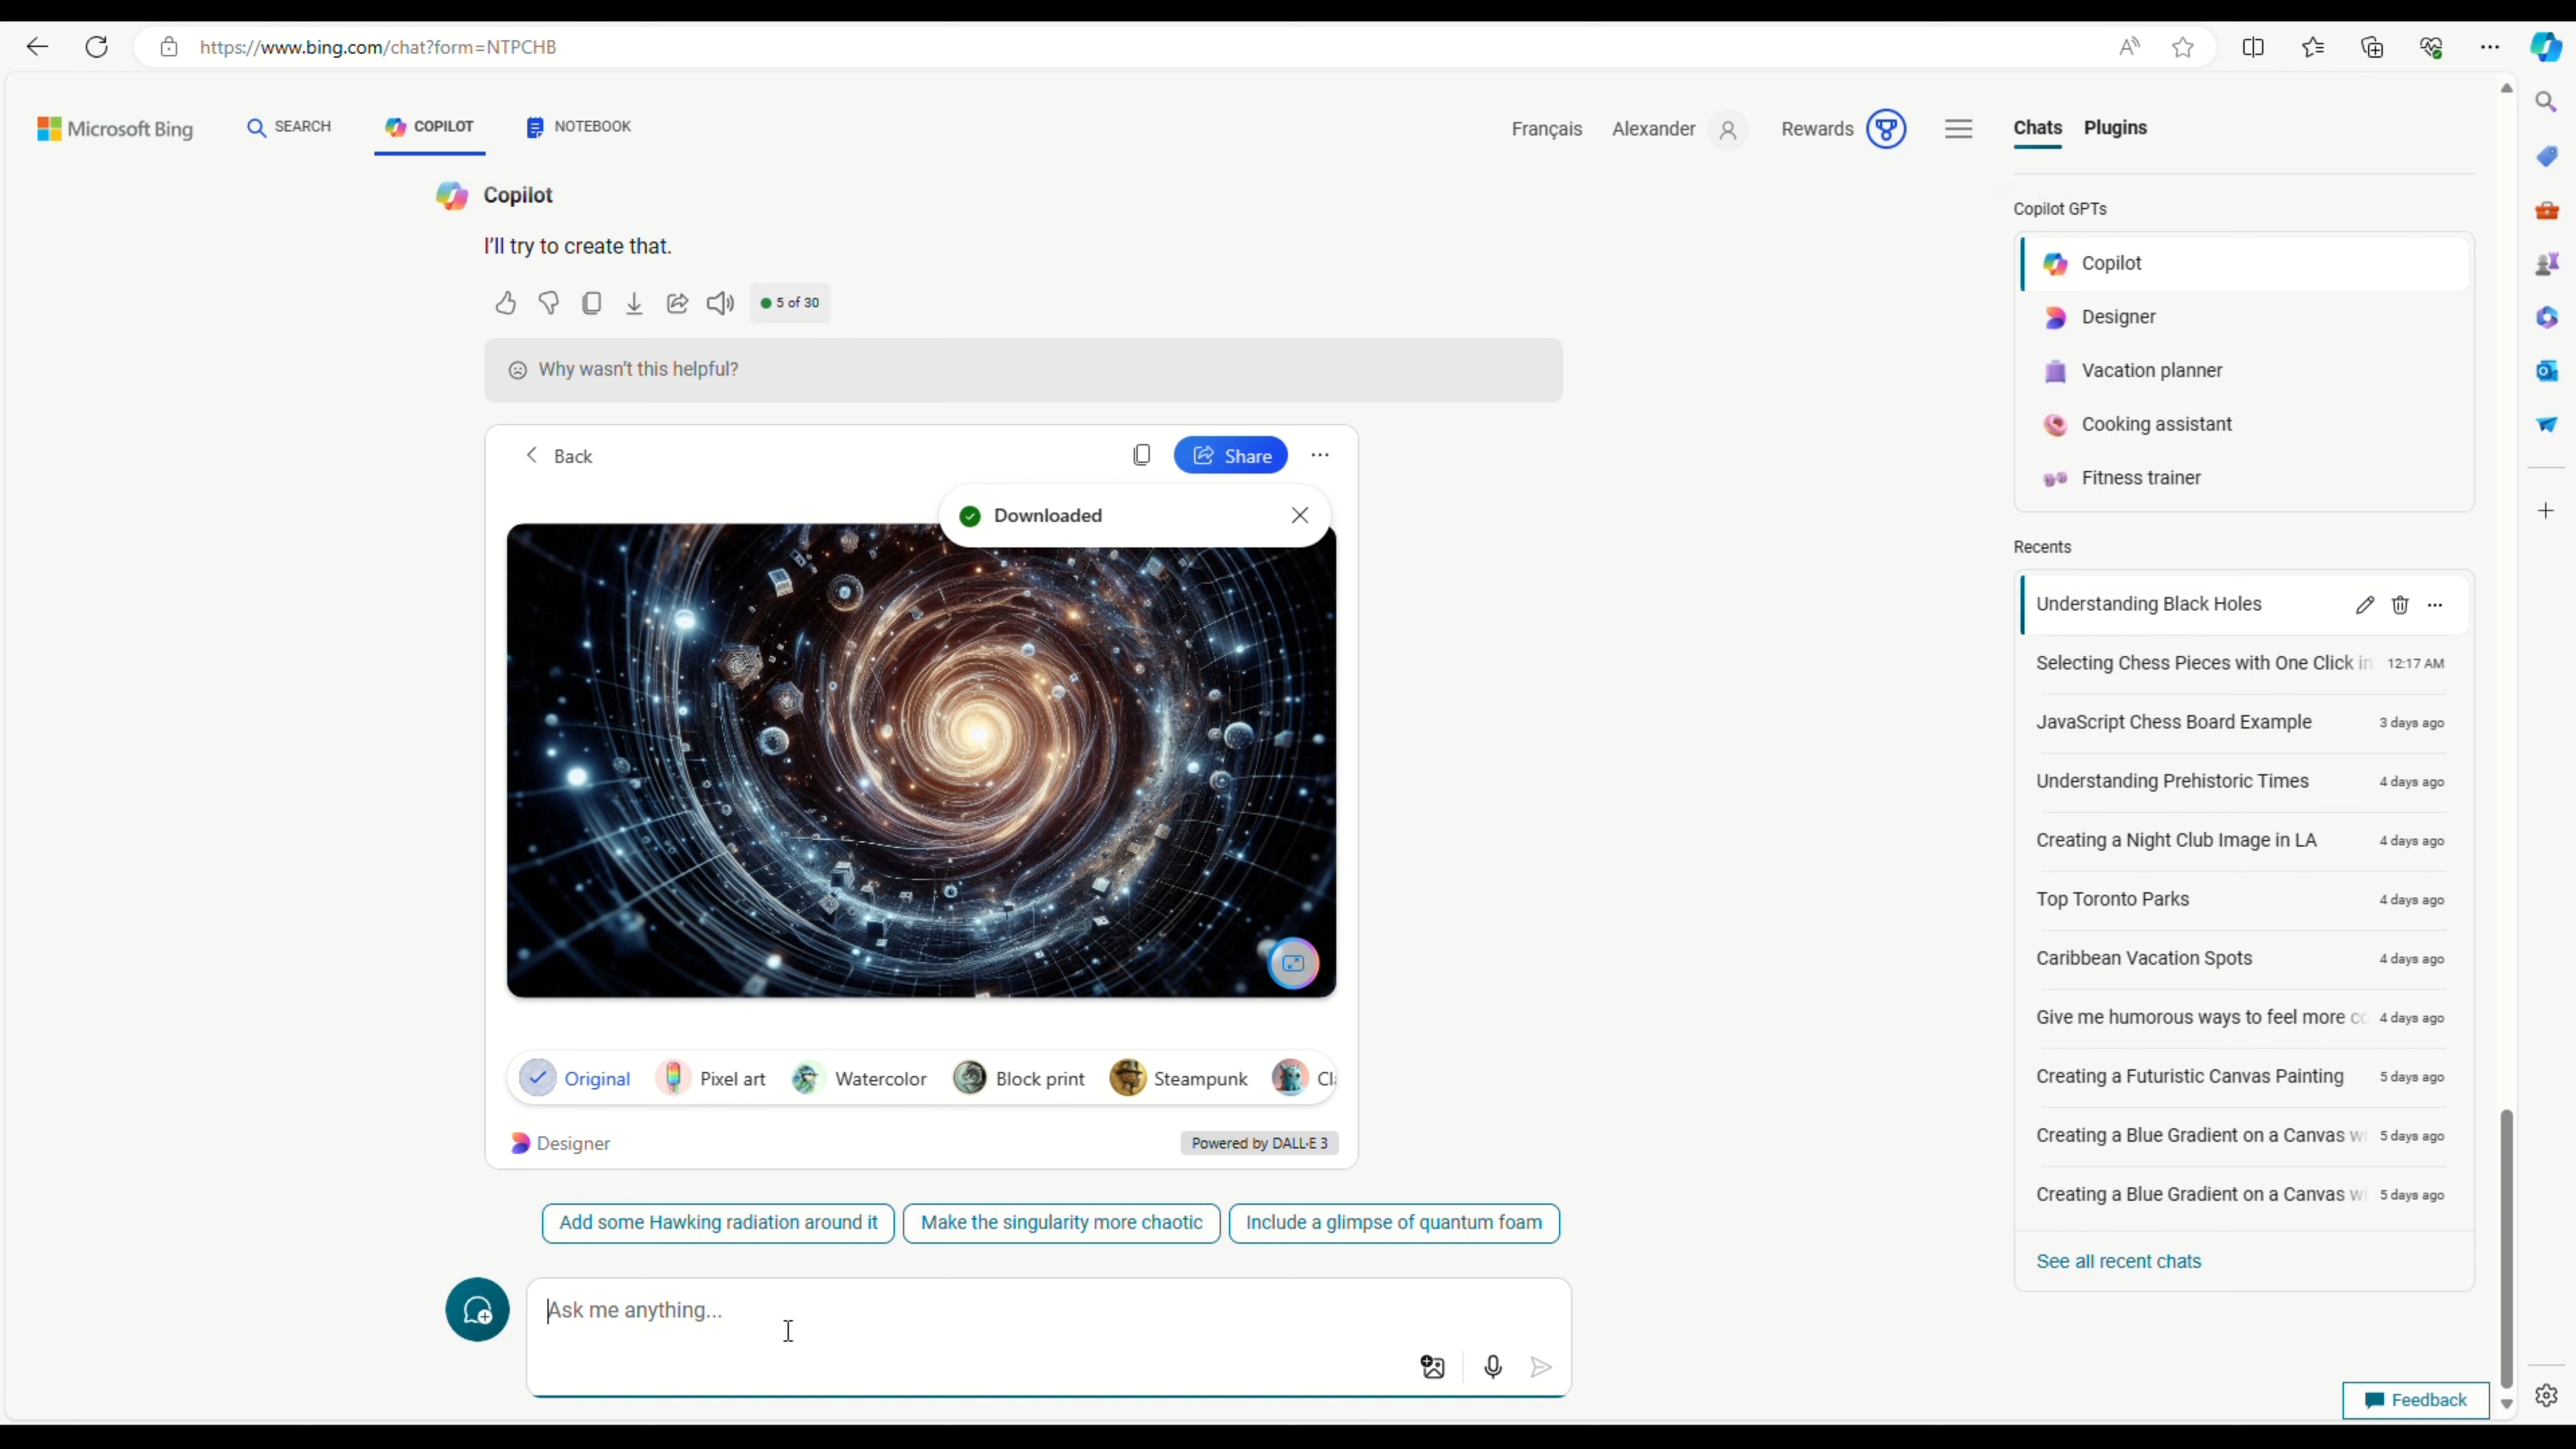 https://www.bing.com/chat?form=NTPCHB
Microsoft Bing
SEARCH
COPILOT
NOTEBOOK
Français
Alexander
Rewards
Chats
Plugins
Copilot
I'll try to create that.
5 of 30
Why wasn't this helpful?
Back
Share
Downloaded
Original
Pixel art
Watercolor
Block print
Steampunk
Designer
Powered by DALL·E 3
Add some Hawking radiation around it
Make the singularity more chaotic
Include a glimpse of quantum foam
Ask me anything...
Copilot GPTs
Copilot
Designer
Vacation planner
Cooking assistant
Fitness trainer
Recents
Understanding Black Holes
Selecting Chess Pieces with One Click in 12:17 AM
JavaScript Chess Board Example 3 days ago
Understanding Prehistoric Times 4 days ago
Creating a Night Club Image in LA 4 days ago
Top Toronto Parks 4 days ago
Caribbean Vacation Spots 4 days ago
Give me humorous ways to feel more 4 days ago
Creating a Futuristic Canvas Painting 5 days ago
Creating a Blue Gradient on a Canvas 5 days ago
Creating a Blue Gradient on a Canvas 5 days ago
See all recent chats
Feedback